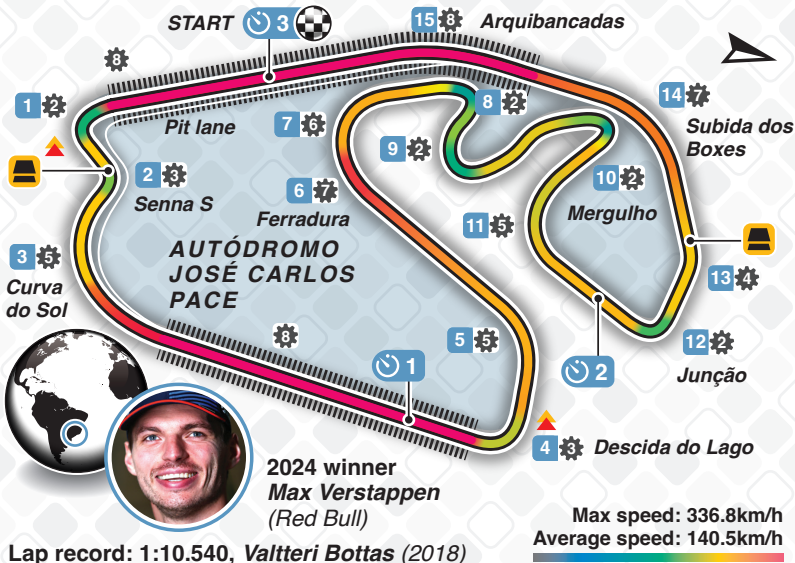 START 3
15 8 Arquibancadas
8
1 2
Pit lane
7 6
8 2
14 7
Subida dos
Boxes
9 2
2 3
Senna S
6 7
Ferradura
10 2
Mergulho
11 5
AUTÓDROMO
JOSÉ CARLOS
PACE
3 5
Curva
do Sol
13 4
8
5 5
1
2
12 2
Junção
4 3 Descida do Lago
2024 winner
Max Verstappen
(Red Bull)
Max speed: 336.8km/h
Average speed: 140.5km/h
Lap record: 1:10.540, Valtteri Bottas (2018)